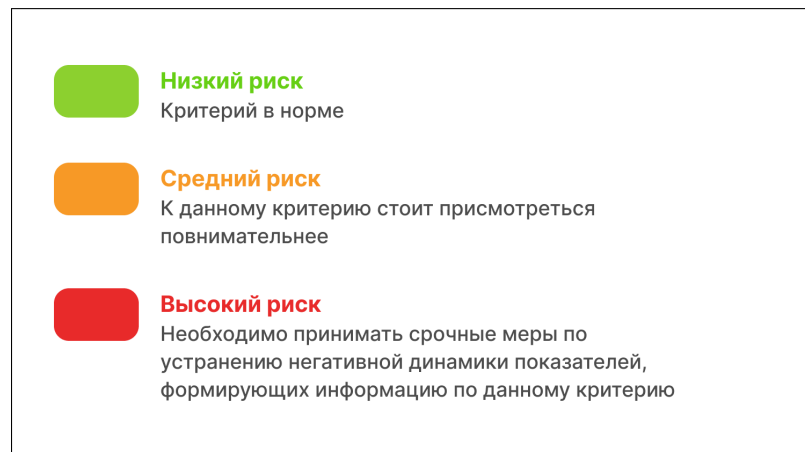 Низкий риск
Критерий в норме
Средний риск
К данному критерию стоит присмотреться
повнимательнее
Высокий риск
Необходимо принимать срочные меры по
устранению негативной динамики показателей,
формирующих информацию по данному критерию